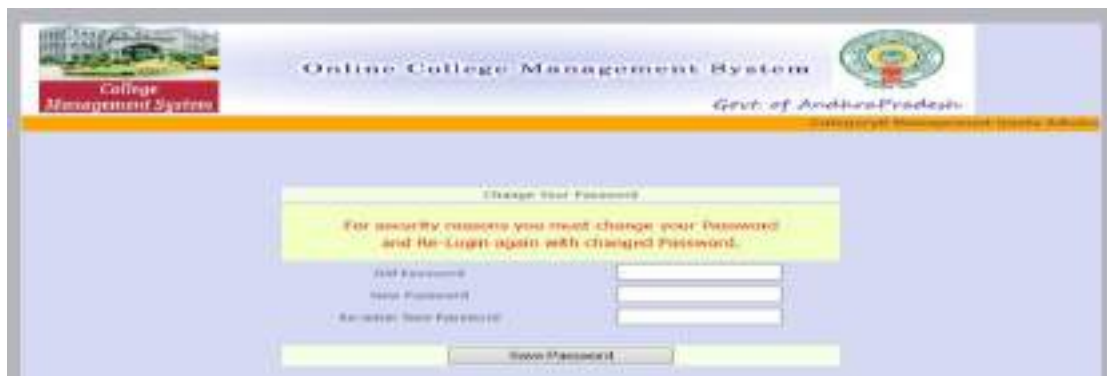 College
Management System
Online College Management System
Govt. of AndhraPradesh
Management Quota
Change Your Password
For security reasons you must change your Password
and Re-Login again with changed Password.
Old Password
New Password
Re-enter New Password
Save Password